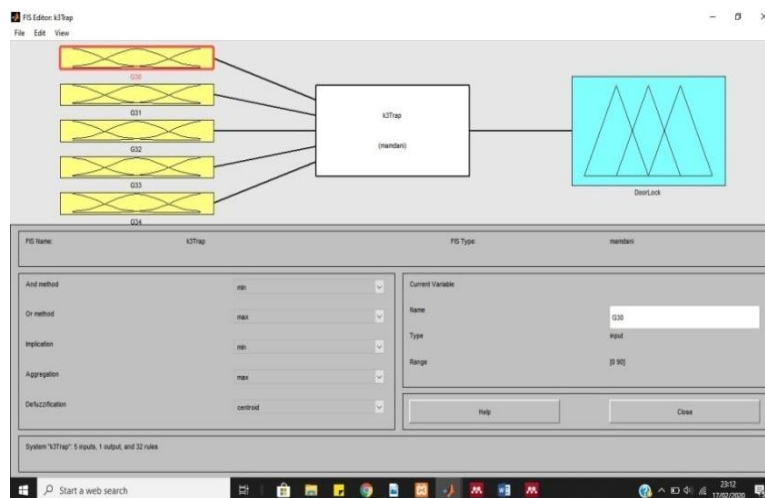 FIS Editor: k3Trap
File Edit View
G30
G31
G32
G33
G34
k3Trap
(mamdani)
DoorLock
FIS Name: k3Trap FIS Type: mamdani
And method min
Or method max
Implication min
Aggregation max
Defuzzification centroid
Current Variable
Name G30
Type input
Range [0 90]
Help Close
System "k3Trap": 5 inputs, 1 output, and 32 rules
Start a web search
23:12
17/02/2020